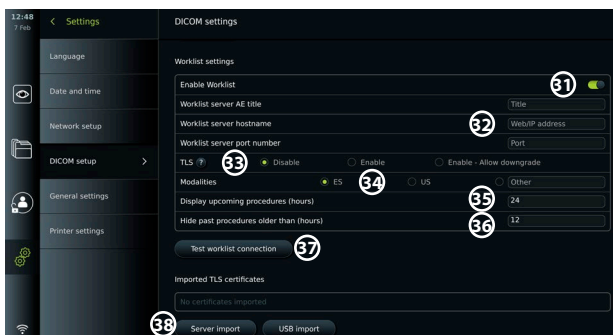 12:48
7 Feb
Settings
DICOM settings
Language
Date and time
Network setup
DICOM setup
General settings
Printer settings
Worklist settings
Enable Worklist
31
Worklist server AE title
Title
Worklist server hostname
32
Web/IP address
Worklist server port number
Port
TLS ?
33
Disable
Enable
Enable - Allow downgrade
Modalities
ES
34
US
Other
Display upcoming procedures (hours)
35
24
Hide past procedures older than (hours)
36
12
Test worklist connection
37
Imported TLS certificates
No certificates imported
38
Server import
USB import